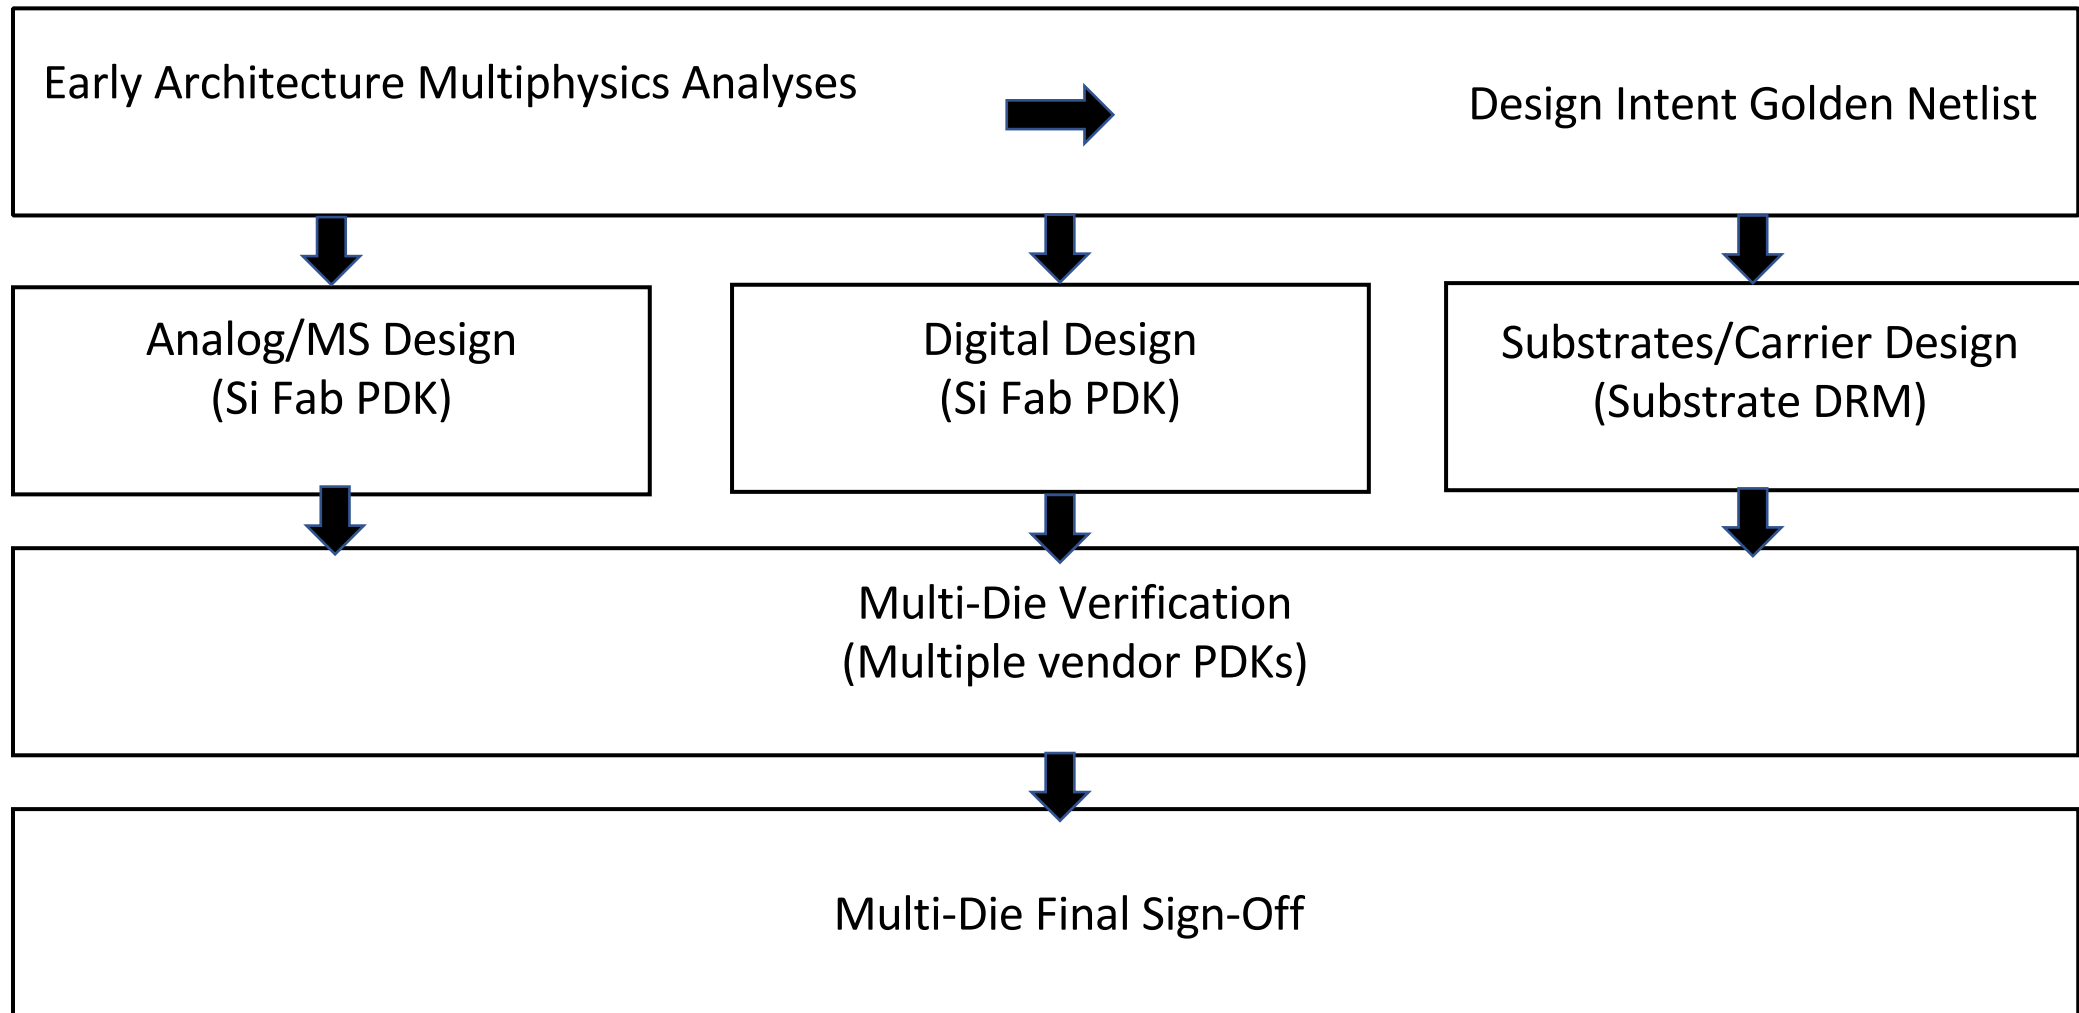 Early Architecture Multiphysics Analyses
Design Intent Golden Netlist
Analog/MS Design
(Si Fab PDK)
Digital Design
(Si Fab PDK)
Substrates/Carrier Design
(Substrate DRM)
Multi-Die Verification
(Multiple vendor PDKs)
Multi-Die Final Sign-Off